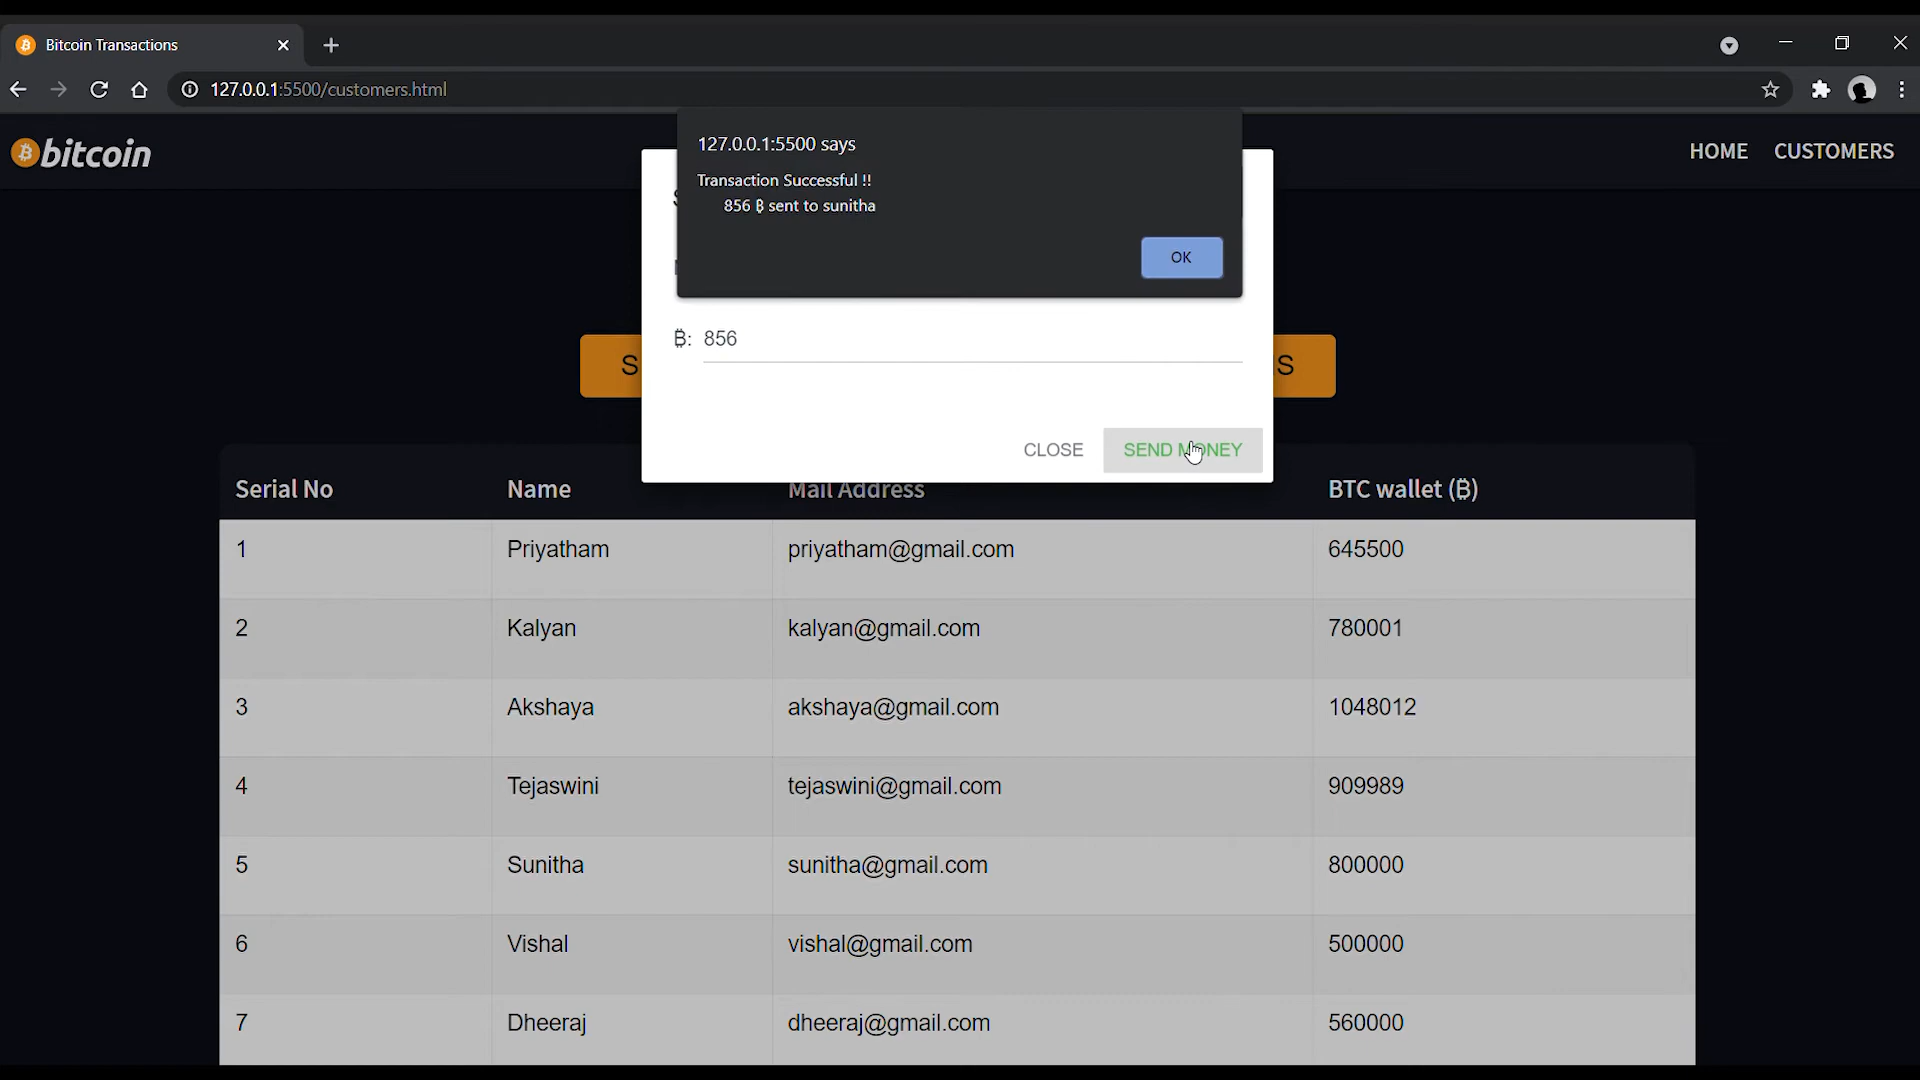 Bitcoin Transactions
127.0.0.1:5500/customers.html
bitcoin
HOME CUSTOMERS
127.0.0.1:5500 says
Transaction Successful !!
856 ₿ sent to sunitha
OK
₿: 856
CLOSE SEND MONEY
Serial No Name Mail Address BTC wallet (₿)
1 Priyatham priyatham@gmail.com 645500
2 Kalyan kalyan@gmail.com 780001
3 Akshaya akshaya@gmail.com 1048012
4 Tejaswini tejaswini@gmail.com 909989
5 Sunitha sunitha@gmail.com 800000
6 Vishal vishal@gmail.com 500000
7 Dheeraj dheeraj@gmail.com 560000